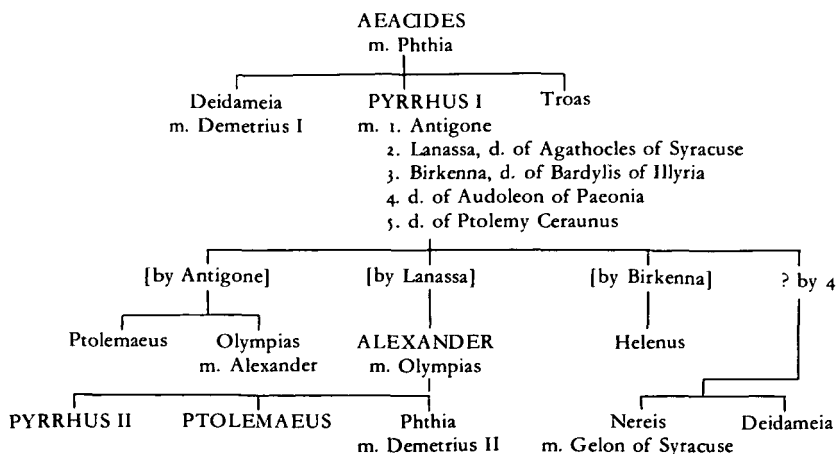 AEACIDES
m. Phthia
Deidameia PYRRHUS I Troas
m. Demetrius I m. 1. Antigone
2. Lanassa, d. of Agathocles of Syracuse
3. Birkenna, d. of Bardylis of Illyria
4. d. of Audoleon of Paeonia
5. d. of Ptolemy Ceraunus
[by Antigone] [by Lanassa] [by Birkenna] ? by 4
Ptolemaeus Olympias ALEXANDER Helenus
m. Alexander m. Olympias
PYRRHUS II PTOLEMAEUS Phthia Nereis Deidameia
m. Demetrius II m. Gelon of Syracuse